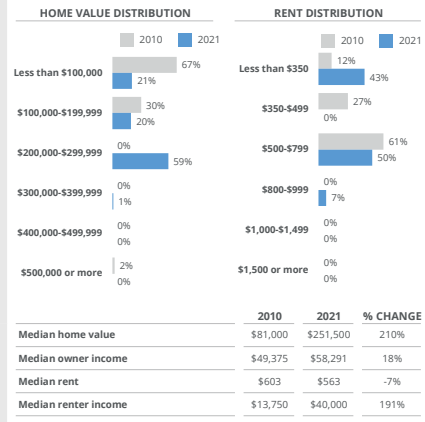 HOME VALUE DISTRIBUTION
2010 2021
Less than $100,000 67% 21%
$100,000-$199,999 30% 20%
$200,000-$299,999 0% 59%
$300,000-$399,999 0% 1%
$400,000-$499,999 0% 0%
$500,000 or more 2% 0%
RENT DISTRIBUTION
2010 2021
Less than $350 12% 43%
$350-$499 27% 0%
$500-$799 61% 50%
$800-$999 0% 7%
$1,000-$1,499 0% 0%
$1,500 or more 0% 0%
2010 2021 % CHANGE
Median home value $81,000 $251,500 210%
Median owner income $49,375 $58,291 18%
Median rent $603 $563 -7%
Median renter income $13,750 $40,000 191%